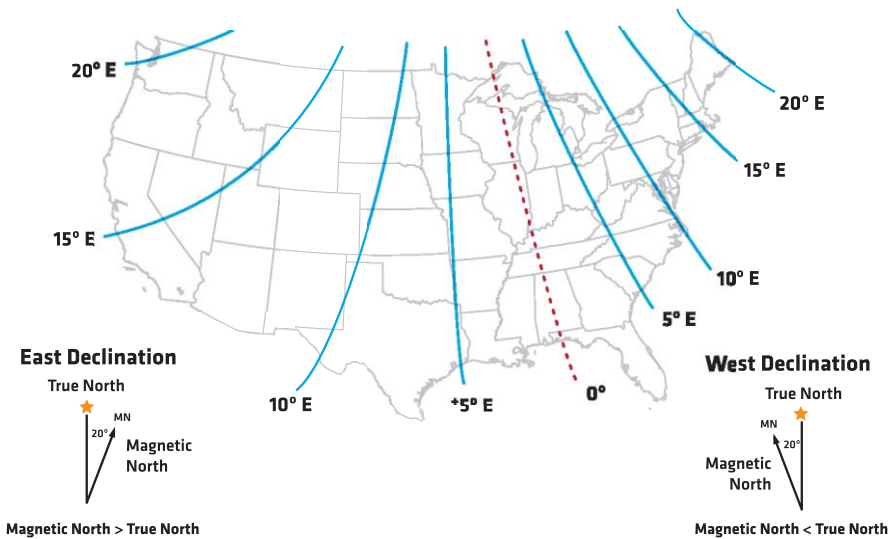 20° E
20° E
15° E
15° E
10° E
5° E
10° E
+5° E
0°
East Declination
True North
MN
20°
Magnetic
North
Magnetic North > True North
West Declination
True North
MN
20°
Magnetic
North
Magnetic North < True North